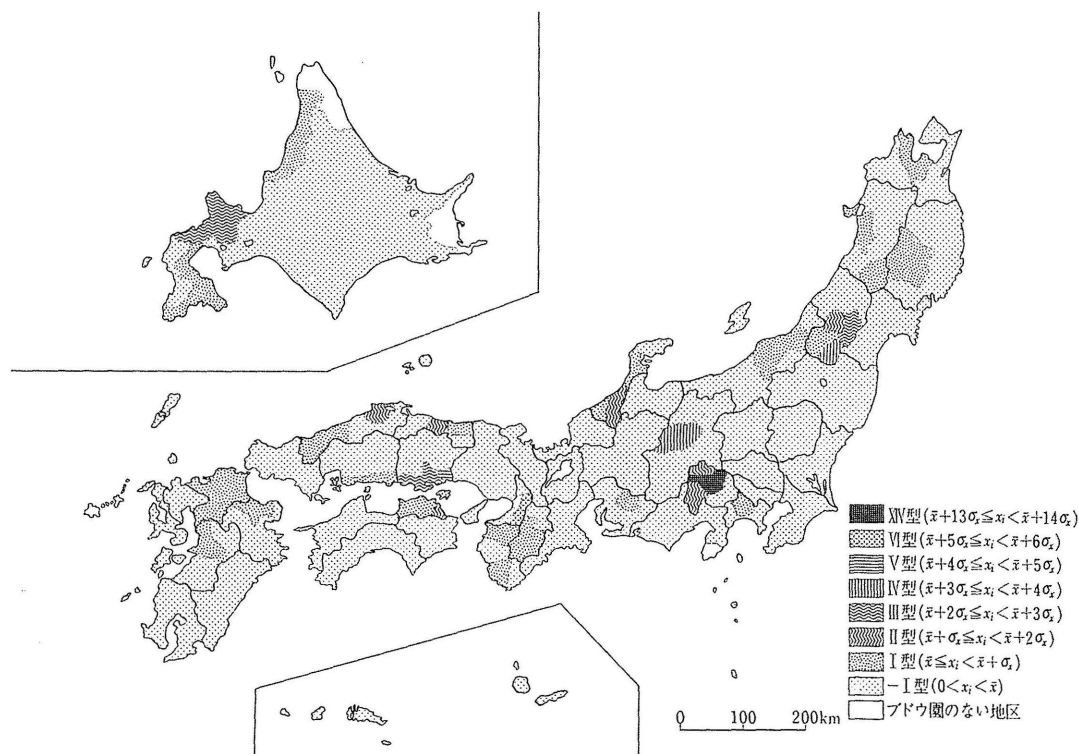 XIV型(x̄+13σₓ≦xᵢ<x̄+14σₓ)
VI型(x̄+5σₓ≦xᵢ<x̄+6σₓ)
V型(x̄+4σₓ≦xᵢ<x̄+5σₓ)
IV型(x̄+3σₓ≦xᵢ<x̄+4σₓ)
III型(x̄+2σₓ≦xᵢ<x̄+3σₓ)
II型(x̄+σₓ≦xᵢ<x̄+2σₓ)
I型(x̄≦xᵢ<x̄+σₓ)
-I型(0<xᵢ<x̄)
ブドウ園のない地区
0 100 200km